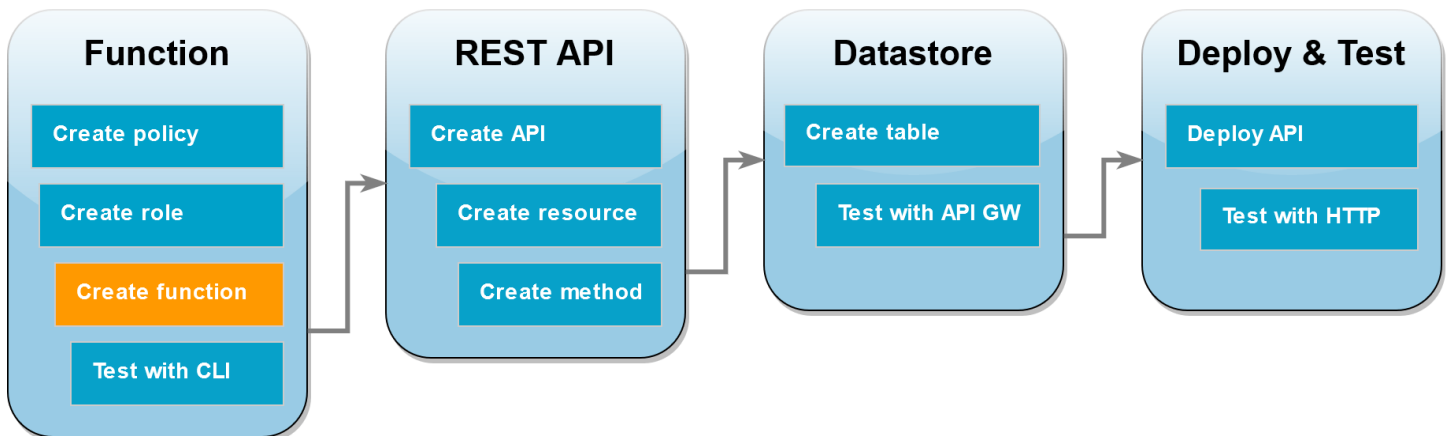 Function
Create policy
Create role
Create function
Test with CLI
REST API
Create API
Create resource
Create method
Datastore
Create table
Test with API GW
Deploy & Test
Deploy API
Test with HTTP